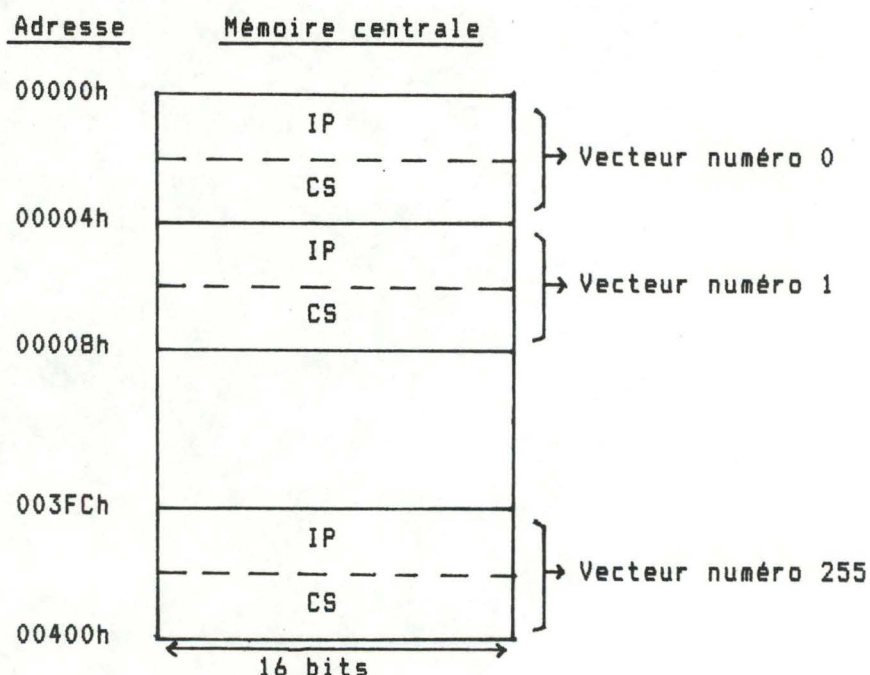 Adresse Mémoire centrale
00000h
IP
Vecteur numéro 0
CS
00004h
IP
Vecteur numéro 1
CS
00008h
003FCh
IP
Vecteur numéro 255
CS
00400h
16 bits